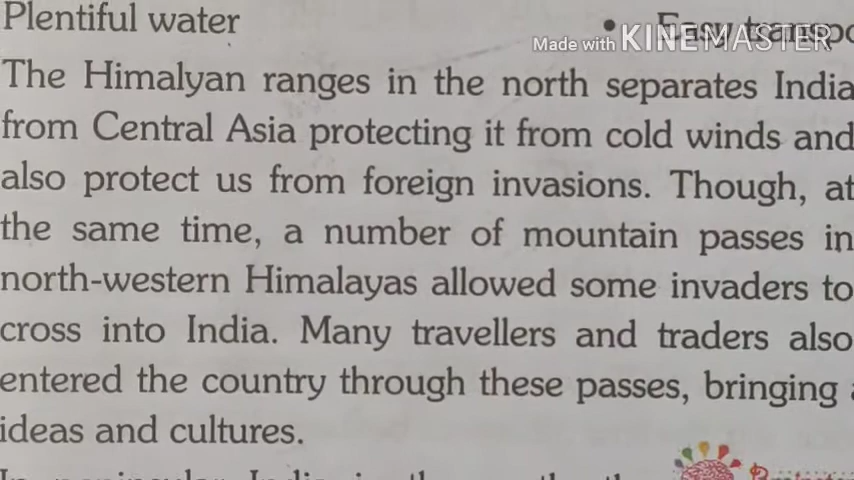 Plentiful water
• Easy
Made with KINEMASTER
The Himalyan ranges in the north separates India
from Central Asia protecting it from cold winds and
also protect us from foreign invasions. Though, at
the same time, a number of mountain passes in
north-western Himalayas allowed some invaders to
cross into India. Many travellers and traders also
entered the country through these passes, bringing
ideas and cultures.